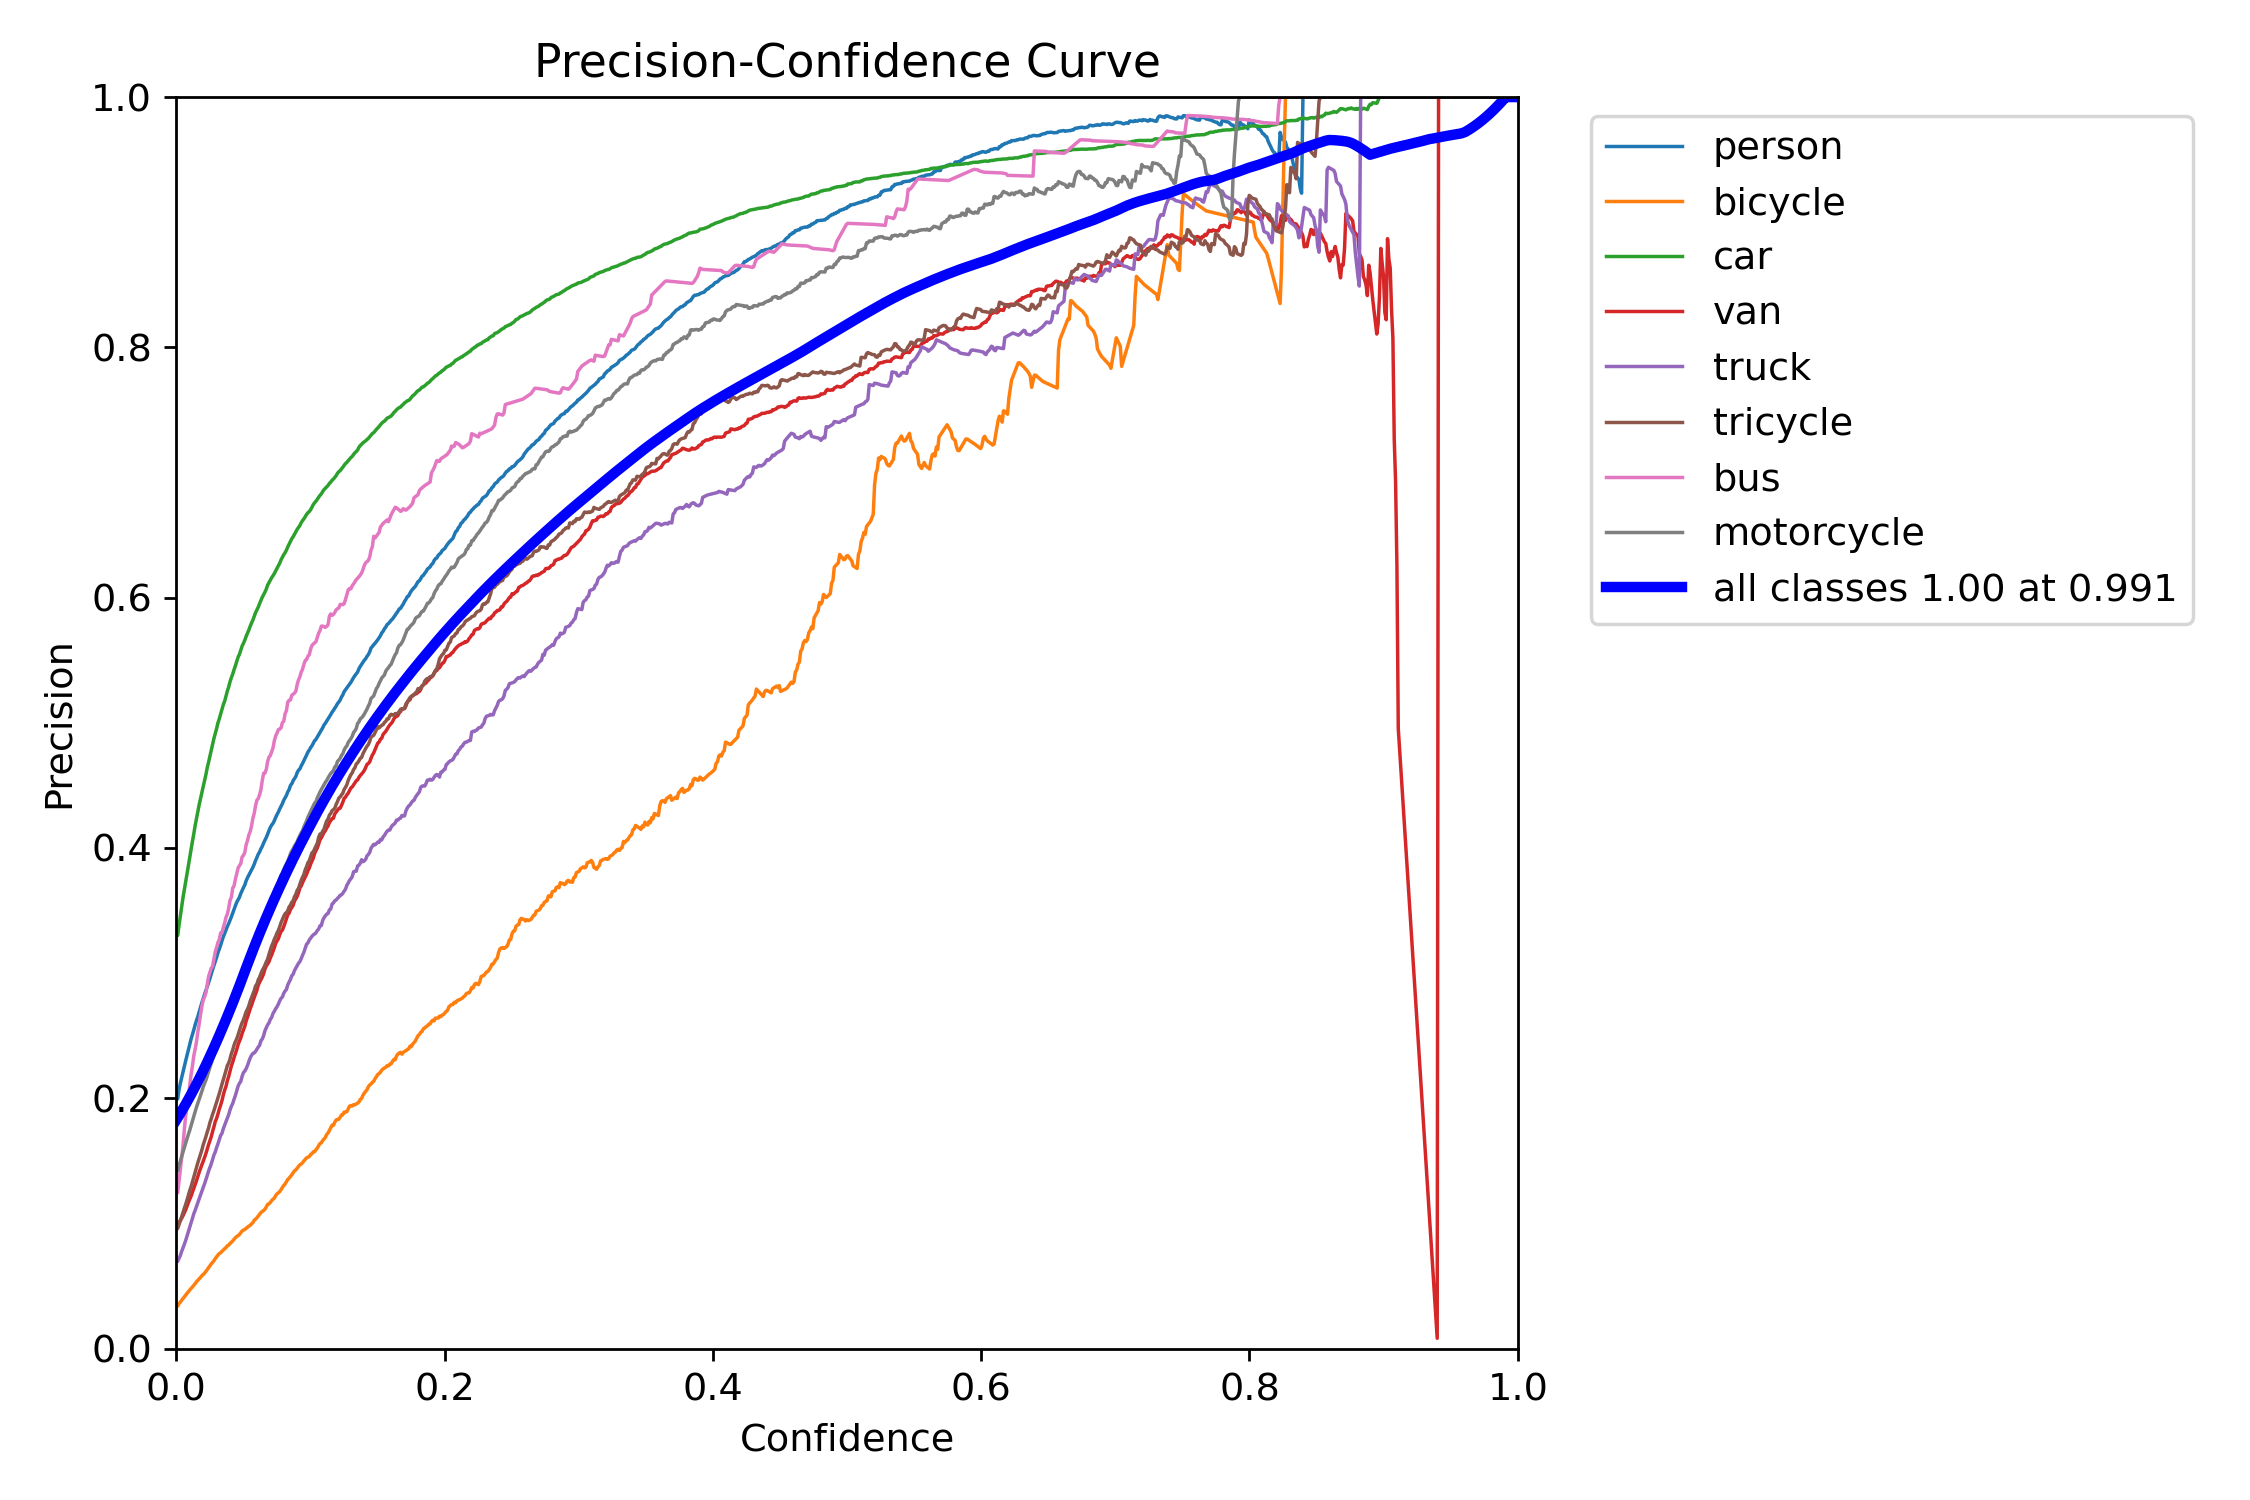 Precision-Confidence Curve
1.0
0.8
0.6
0.4
0.2
0.0
Precision
0.0 0.2 0.4 0.6 0.8 1.0
Confidence
person
bicycle
car
van
truck
tricycle
bus
motorcycle
all classes 1.00 at 0.991